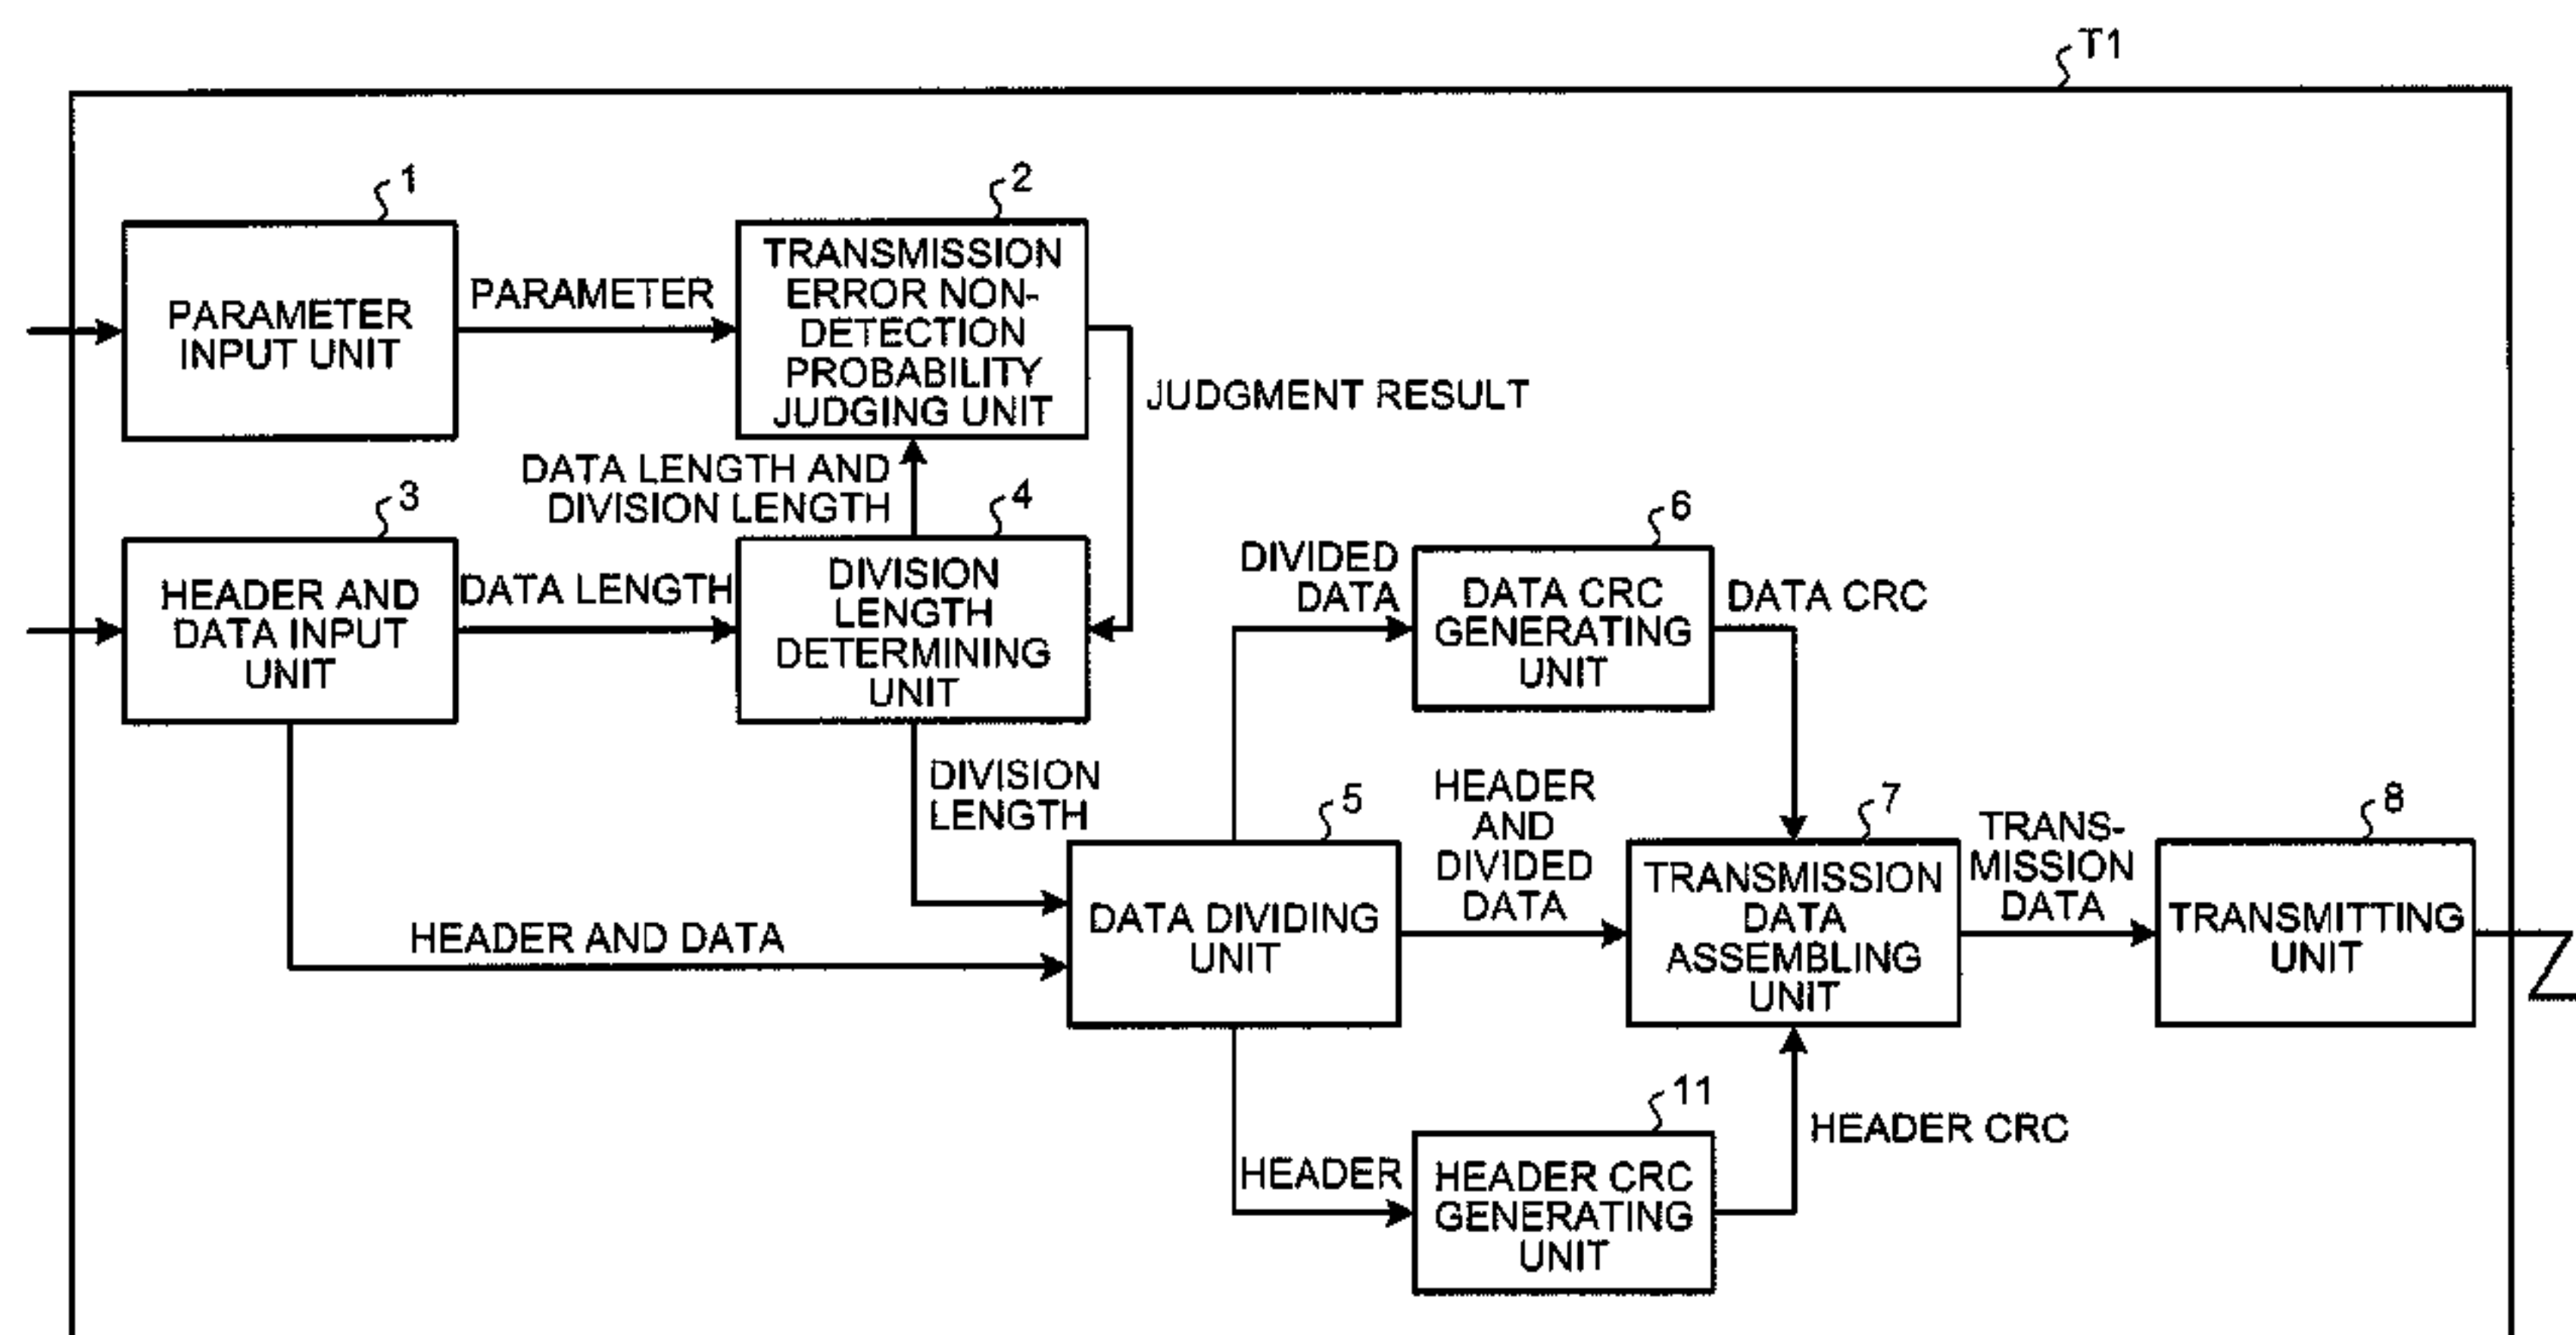 T1
1
PARAMETER
INPUT UNIT
PARAMETER
2
TRANSMISSION
ERROR NON-
DETECTION
PROBABILITY
JUDGING UNIT
JUDGMENT RESULT
DATA LENGTH AND
DIVISION LENGTH
3
HEADER AND
DATA INPUT
UNIT
DATA LENGTH
4
DIVISION
LENGTH
DETERMINING
UNIT
DIVISION
LENGTH
HEADER AND DATA
5
DATA DIVIDING
UNIT
DIVIDED
DATA
6
DATA CRC
GENERATING
UNIT
DATA CRC
HEADER
AND
DIVIDED
DATA
7
TRANSMISSION
DATA
ASSEMBLING
UNIT
TRANS-
MISSION
DATA
8
TRANSMITTING
UNIT
HEADER
11
HEADER CRC
GENERATING
UNIT
HEADER CRC